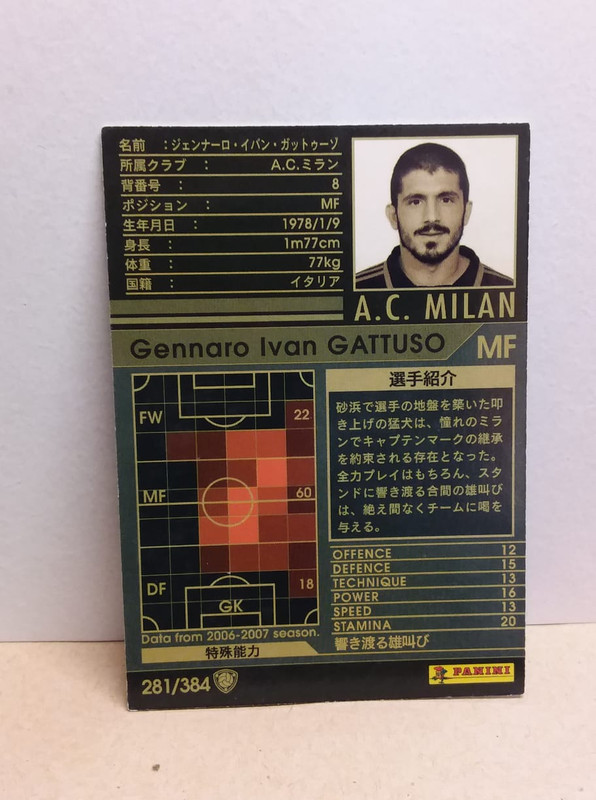 名前 :ジェンナーロ・イバン・ガットゥーゾ
所属クラブ : A.C.ミラン
背番号 : 8
ポジション : MF
生年月日 : 1978/1/9
身長 : 1m77cm
体重 : 77kg
国籍 : イタリア
A.C. MILAN
Gennaro Ivan GATTUSO MF
選手紹介
砂浜で選手の地盤を築いた叩
き上げの猛犬は、憧れのミラ
ンでキャプテンマークの継承
を約束される存在となった。
全力プレイはもちろん、スタ
ンドに響き渡る合間の雄叫び
は、絶え間なくチームに喝を
与える。
FW 22
MF 60
DF 18
GK
Data from 2006-2007 season.
OFFENCE 12
DEFENCE 15
TECHNIQUE 13
POWER 16
SPEED 13
STAMINA 20
特殊能力 響き渡る雄叫び
281/384
PANINI